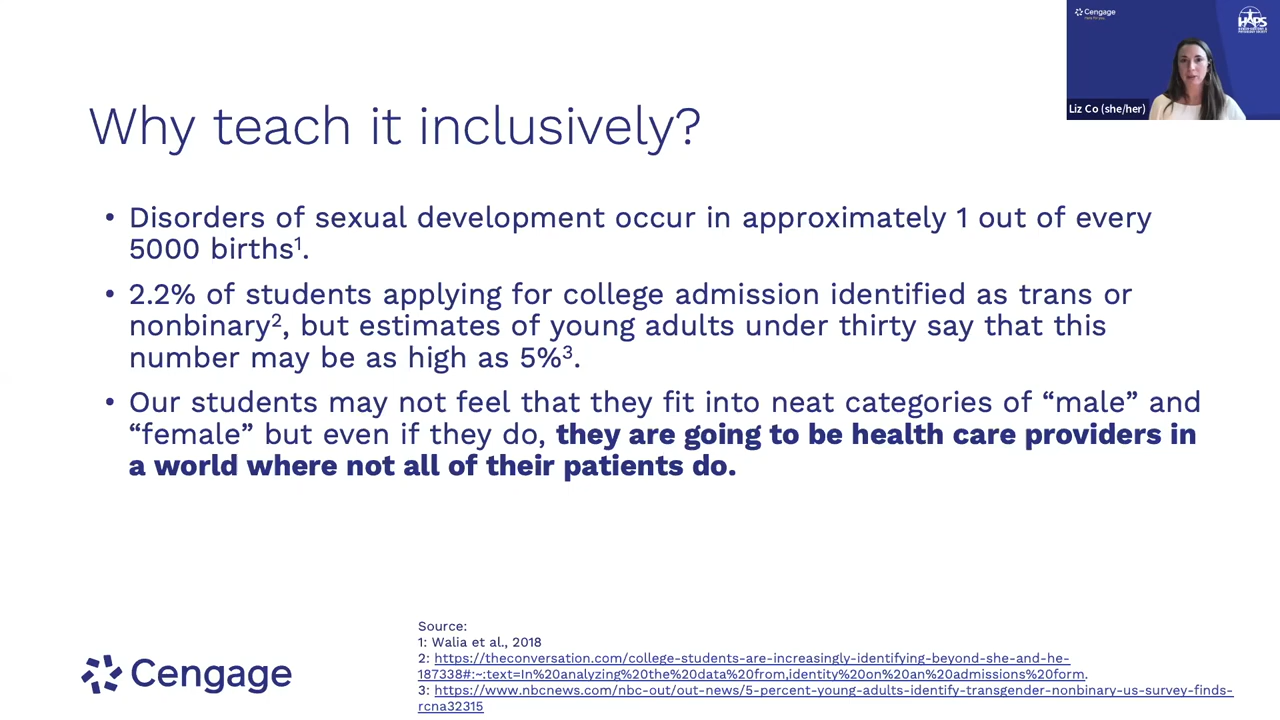 Cengage
HAPS
Liz Co (she/her)
Why teach it inclusively?
• Disorders of sexual development occur in approximately 1 out of every
5000 births1.
• 2.2% of students applying for college admission identified as trans or
nonbinary2, but estimates of young adults under thirty say that this
number may be as high as 5%3.
• Our students may not feel that they fit into neat categories of “male” and
“female” but even if they do, they are going to be health care providers in
a world where not all of their patients do.
Source:
1: Walia et al., 2018
2: https://theconversation.com/college-students-are-increasingly-identifying-beyond-she-and-he-
187338#:~:text=In%20analyzing%20the%20data%20from,identity%20on%20an%20admissions%20form.
3: https://www.nbcnews.com/nbc-out/out-news/5-percent-young-adults-identify-transgender-nonbinary-us-survey-finds-
rcna32315
Cengage